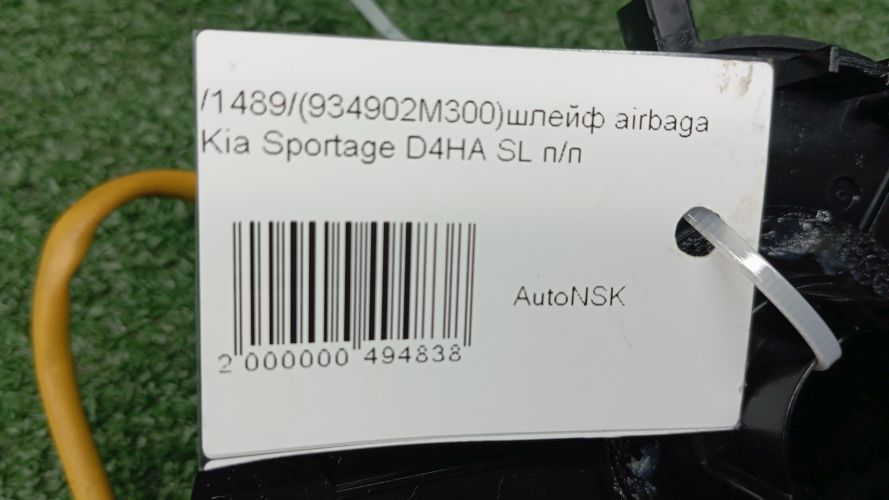 /1489/(934902M300)шлейф airbaga
Kia Sportage D4HA SL п/п
AutoNSK
2 000000 494838